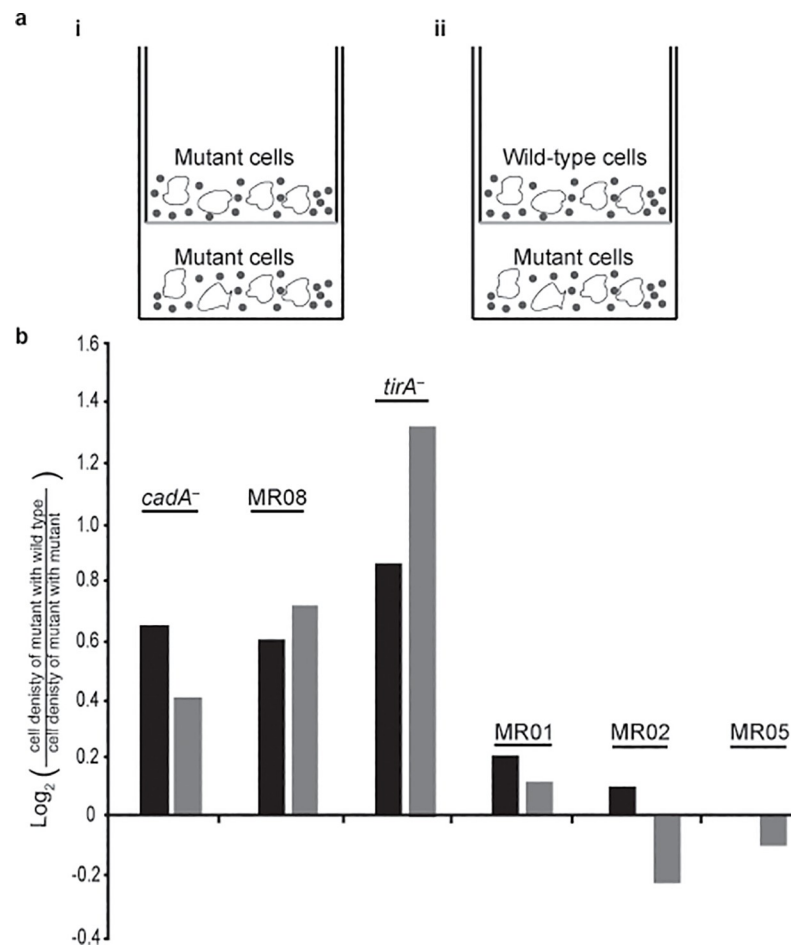 a
i
ii
Mutant cells
Wild-type cells
Mutant cells
Mutant cells
b
Log2 ( cell denisty of mutant with wild type
cell denisty of mutant with mutant )
1.6
1.4
1.2
1.0
0.8
0.6
0.4
0.2
0
-0.2
-0.4
cadA–
MR08
tirA–
MR01
MR02
MR05